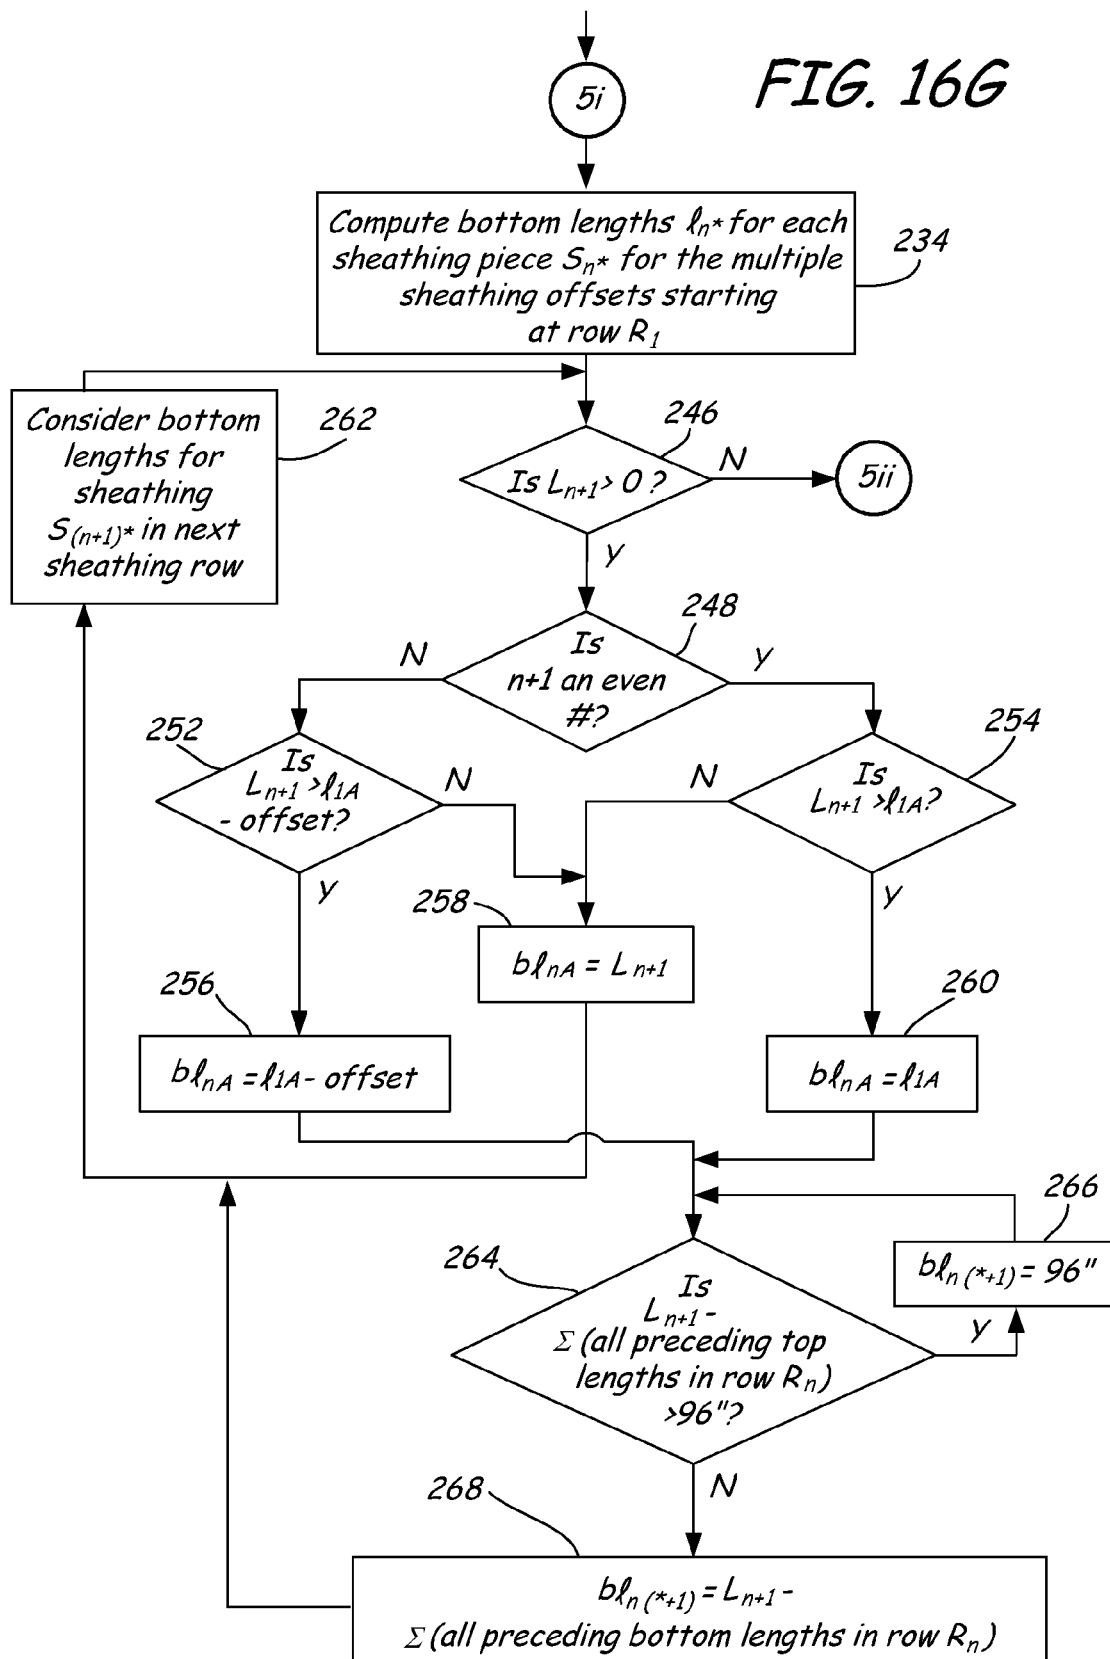 5i
FIG. 16G
Compute bottom lengths ℓn* for each
sheathing piece Sn* for the multiple
sheathing offsets starting
at row R1
234
Consider bottom
lengths for
sheathing
S(n+1)* in next
sheathing row
262
246
Is Ln+1 > 0 ?
N
5ii
Y
248
Is
n+1 an even
#?
N
Y
252
Is
Ln+1 >ℓ1A
- offset?
N
Y
254
Is
Ln+1 >ℓ1A?
N
Y
258
bℓnA = Ln+1
256
bℓnA = ℓ1A - offset
260
bℓnA = ℓ1A
264
Is
Ln+1 -
Σ (all preceding top
lengths in row Rn)
>96"?
Y
N
266
bℓn (*+1) = 96"
268
bℓn (*+1) = Ln+1 -
Σ (all preceding bottom lengths in row Rn)